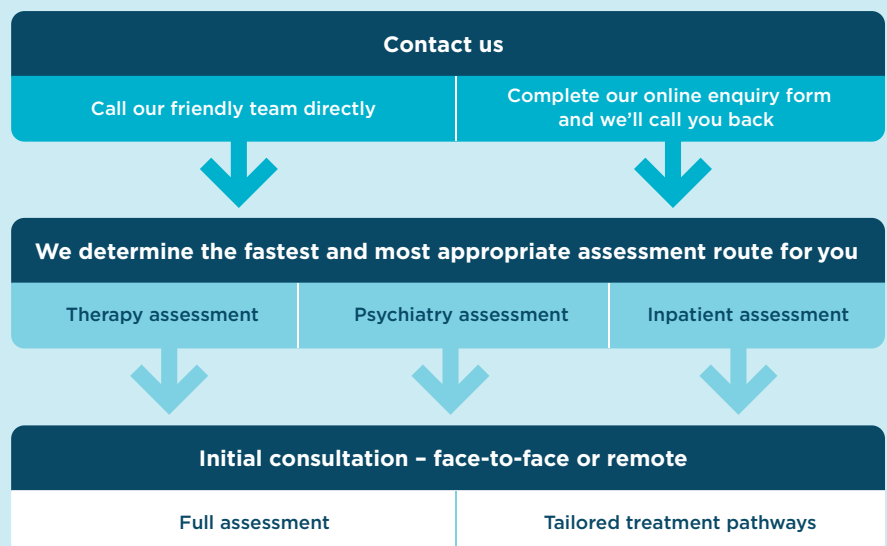 Contact us
Call our friendly team directly
Complete our online enquiry form
and we'll call you back
We determine the fastest and most appropriate assessment route for you
Therapy assessment
Psychiatry assessment
Inpatient assessment
Initial consultation – face-to-face or remote
Full assessment
Tailored treatment pathways